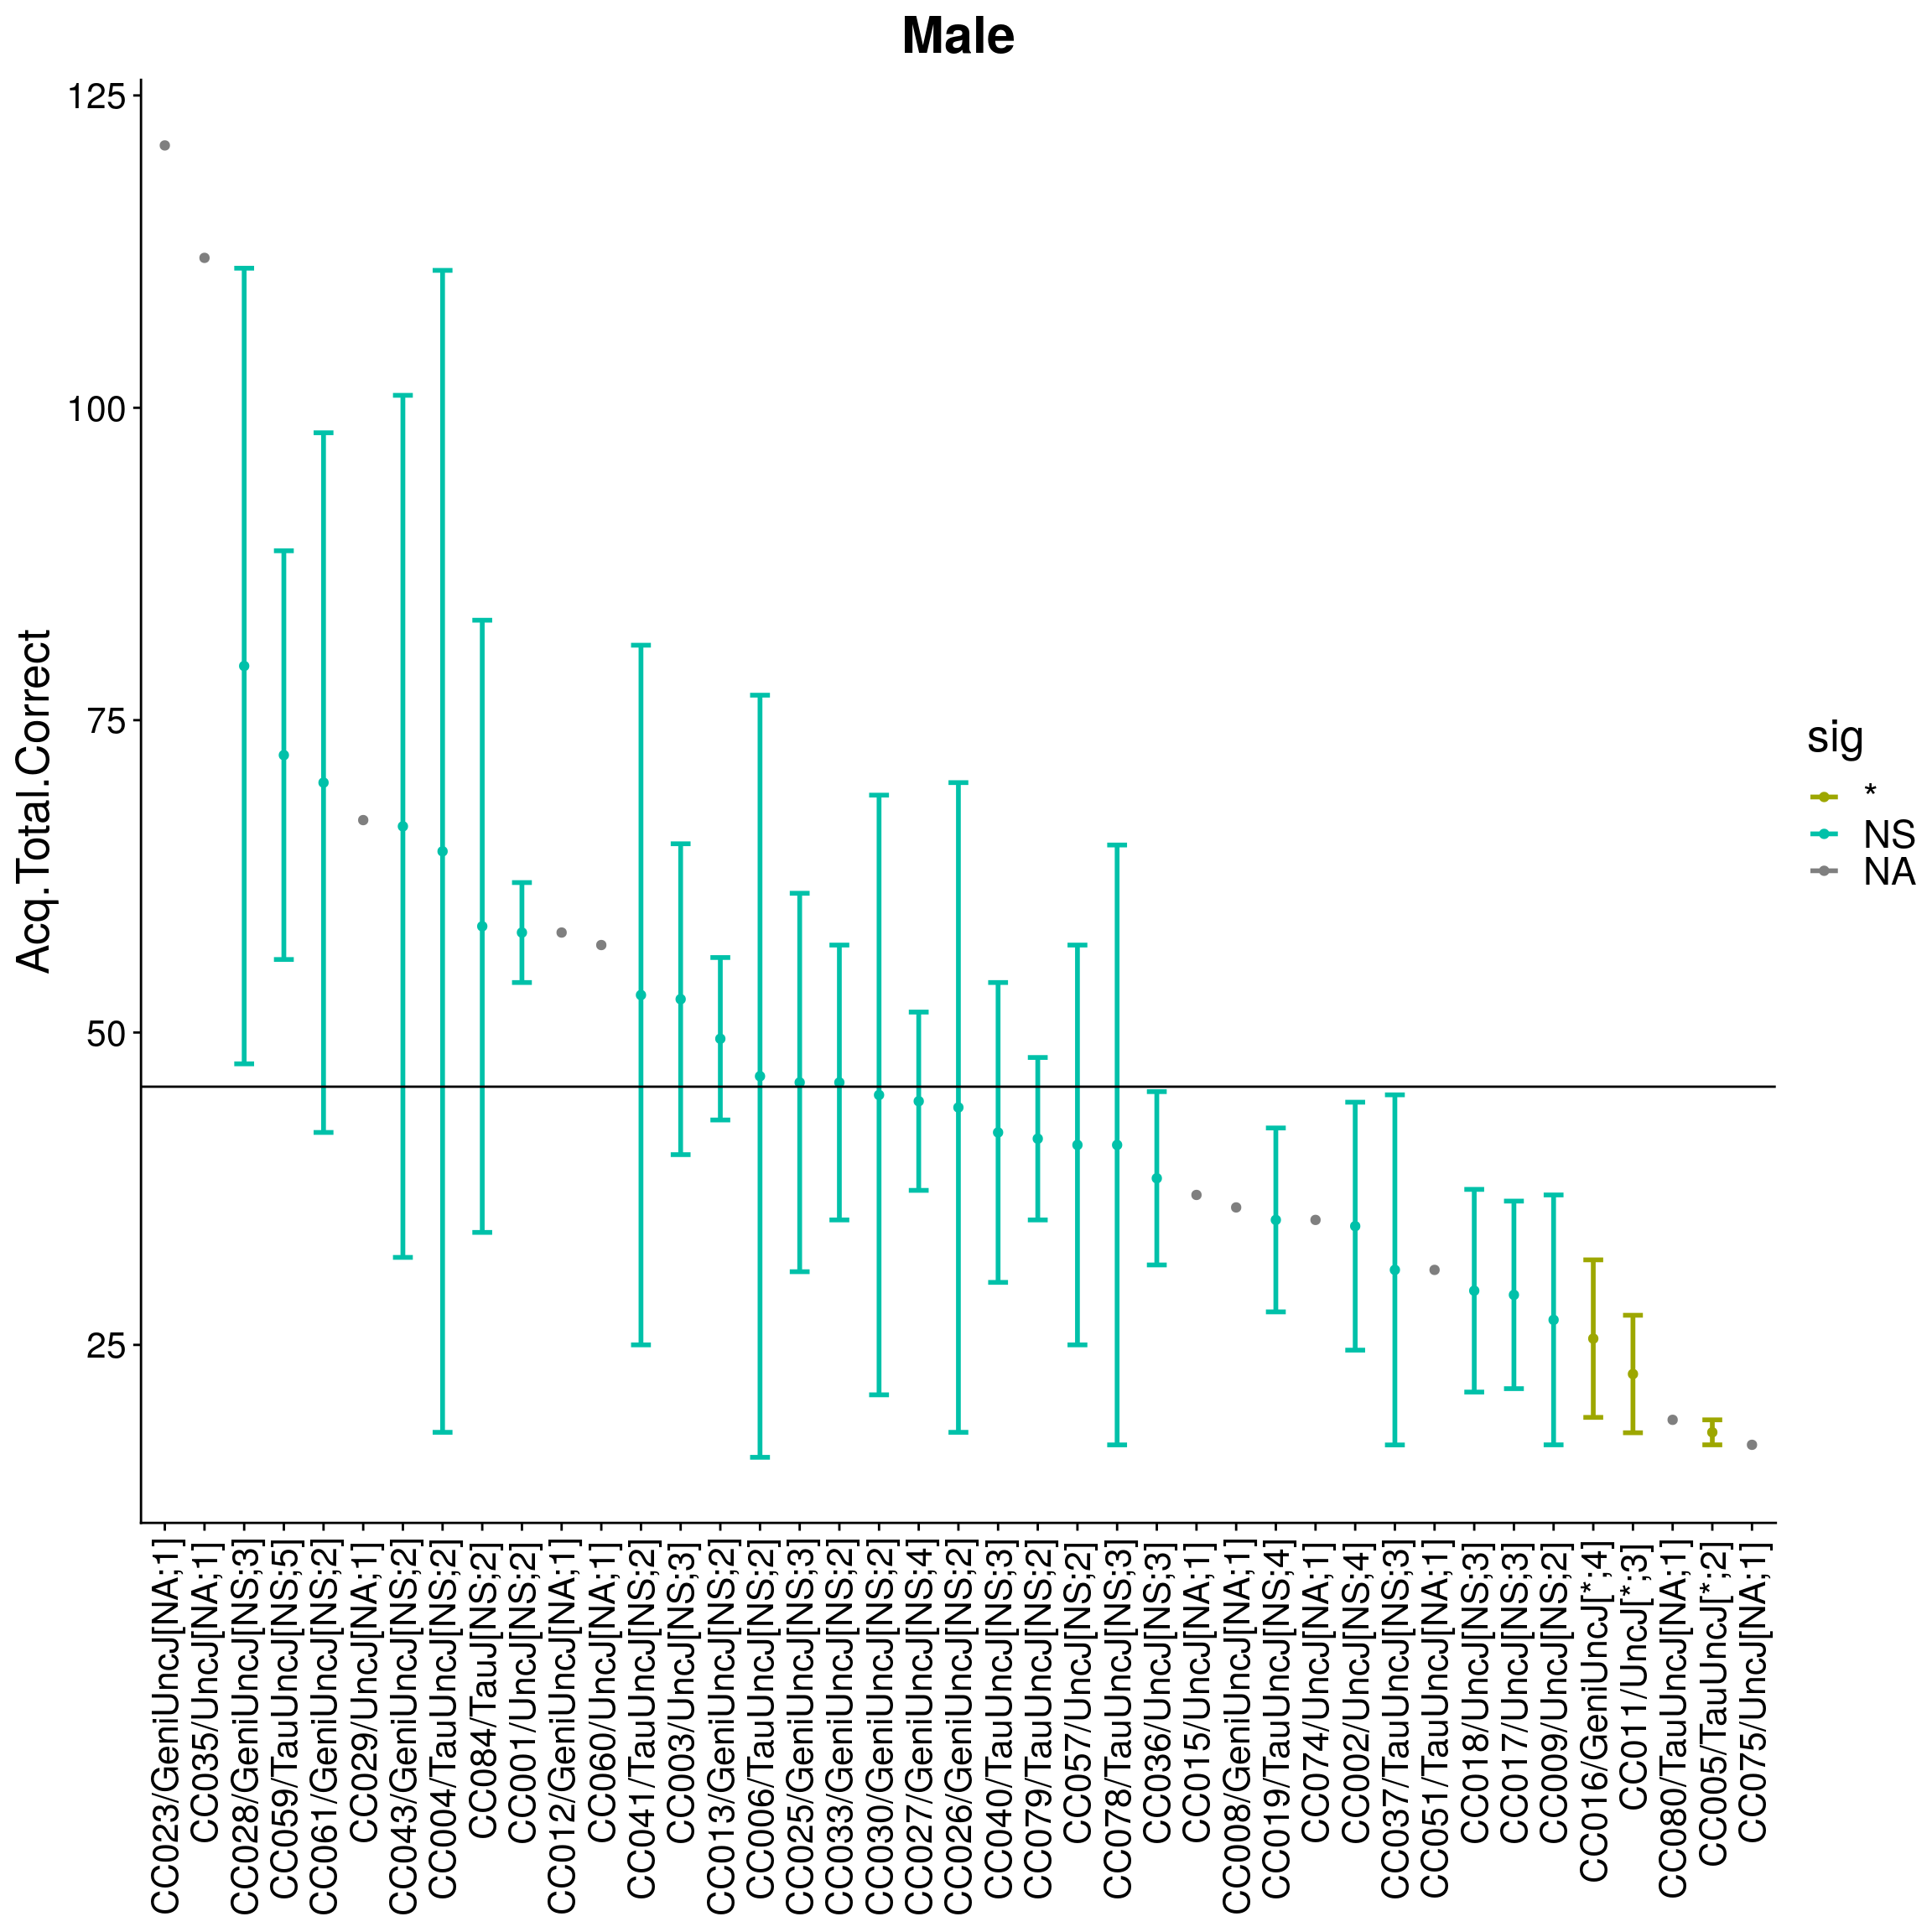 Male
Acq.Total.Correct
125
100
75
50
25
sig
*
NS
NA
CC023/GeniUncJ[NA;1]
CC035/UncJ[NA;1]
CC028/GeniUncJ[NS;3]
CC059/TauUncJ[NS;5]
CC061/GeniUncJ[NS;2]
CC029/UncJ[NA;1]
CC043/GeniUncJ[NS;2]
CC004/TauUncJ[NS;2]
CC084/TauJ[NS;2]
CC001/UncJ[NS;2]
CC012/GeniUncJ[NA;1]
CC060/UncJ[NA;1]
CC041/TauUncJ[NS;2]
CC003/UncJ[NS;3]
CC013/GeniUncJ[NS;2]
CC006/TauUncJ[NS;2]
CC025/GeniUncJ[NS;3]
CC033/GeniUncJ[NS;2]
CC030/GeniUncJ[NS;2]
CC027/GeniUncJ[NS;4]
CC026/GeniUncJ[NS;2]
CC040/TauUncJ[NS;3]
CC079/TauUncJ[NS;2]
CC057/UncJ[NS;2]
CC078/TauUncJ[NS;3]
CC036/UncJ[NS;3]
CC015/UncJ[NA;1]
CC008/GeniUncJ[NA;1]
CC019/TauUncJ[NS;4]
CC074/UncJ[NA;1]
CC002/UncJ[NS;4]
CC037/TauUncJ[NS;3]
CC051/TauUncJ[NA;1]
CC018/UncJ[NS;3]
CC017/UncJ[NS;3]
CC009/UncJ[NS;2]
CC016/GeniUncJ[*;4]
CC011/UncJ[*;3]
CC080/TauUncJ[NA;1]
CC005/TauUncJ[*;2]
CC075/UncJ[NA;1]